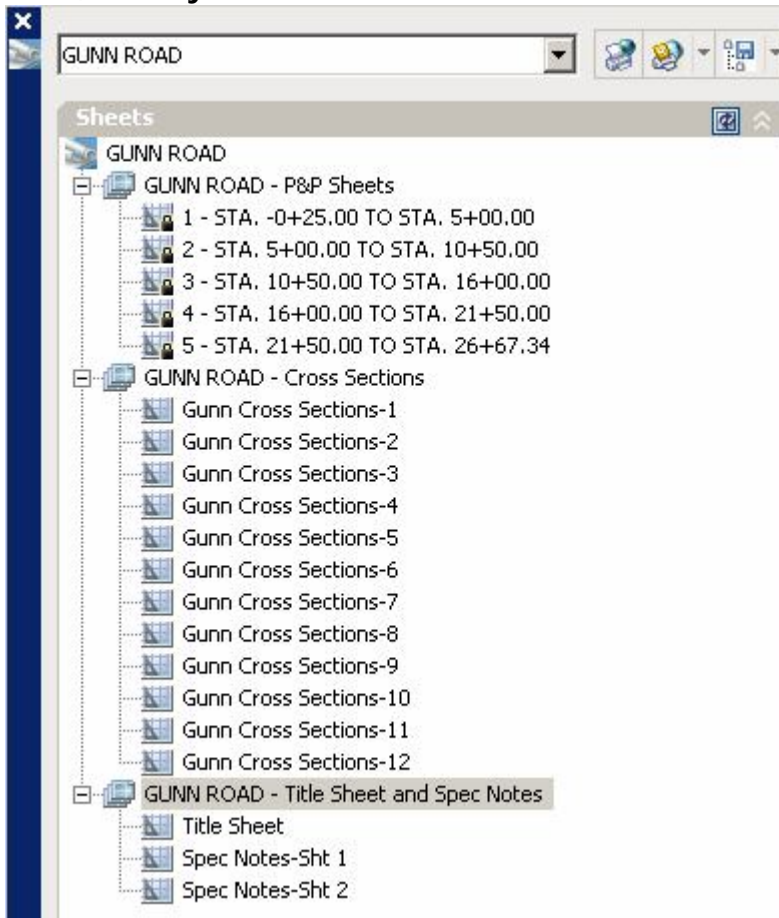 GUNN ROAD
Sheets
GUNN ROAD
GUNN ROAD - P&P Sheets
1 - STA. -0+25.00 TO STA. 5+00.00
2 - STA. 5+00.00 TO STA. 10+50.00
3 - STA. 10+50.00 TO STA. 16+00.00
4 - STA. 16+00.00 TO STA. 21+50.00
5 - STA. 21+50.00 TO STA. 26+67.34
GUNN ROAD - Cross Sections
Gunn Cross Sections-1
Gunn Cross Sections-2
Gunn Cross Sections-3
Gunn Cross Sections-4
Gunn Cross Sections-5
Gunn Cross Sections-6
Gunn Cross Sections-7
Gunn Cross Sections-8
Gunn Cross Sections-9
Gunn Cross Sections-10
Gunn Cross Sections-11
Gunn Cross Sections-12
GUNN ROAD - Title Sheet and Spec Notes
Title Sheet
Spec Notes-Sht 1
Spec Notes-Sht 2